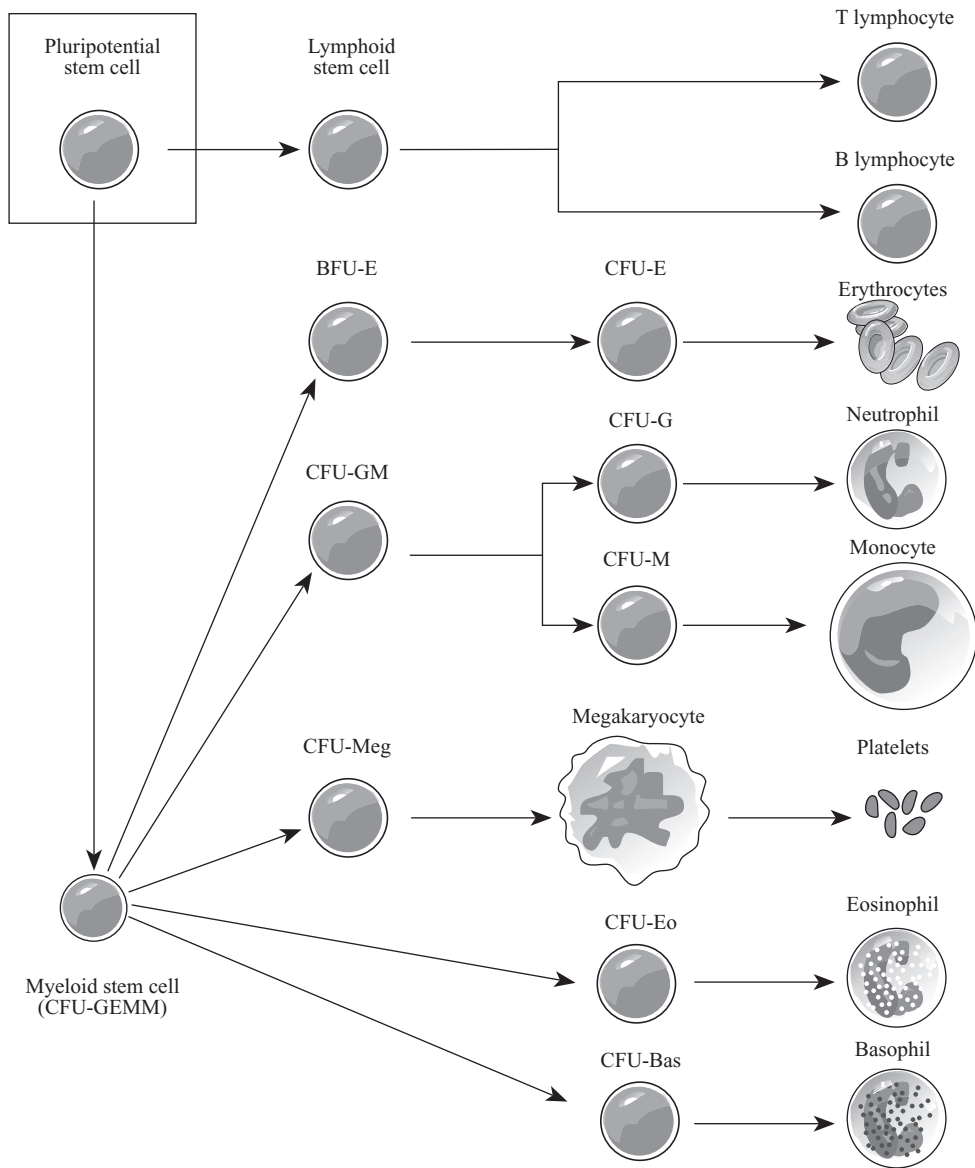 Pluripotential
stem cell
Lymphoid
stem cell
T lymphocyte
B lymphocyte
BFU-E
CFU-E
Erythrocytes
CFU-GM
CFU-G
Neutrophil
CFU-M
Monocyte
CFU-Meg
Megakaryocyte
Platelets
Myeloid stem cell
(CFU-GEMM)
CFU-Eo
Eosinophil
CFU-Bas
Basophil